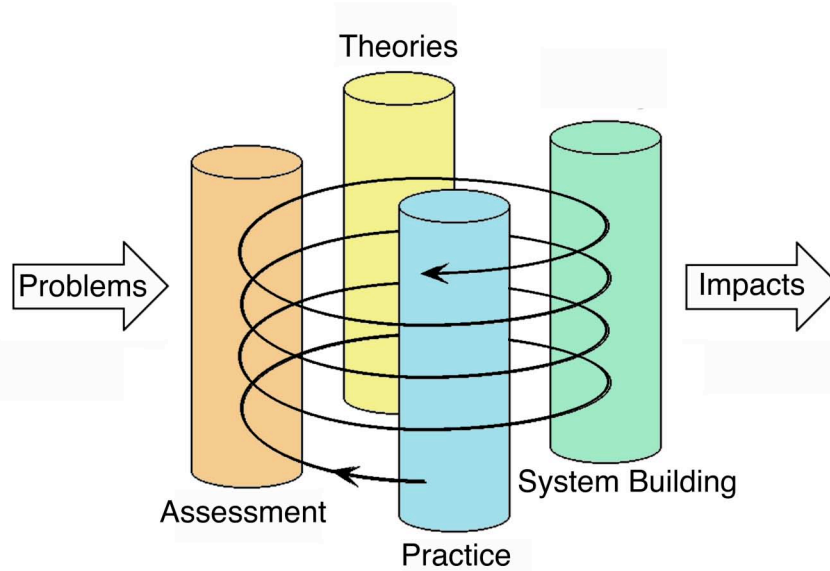 Theories
Problems
Impacts
System Building
Assessment
Practice